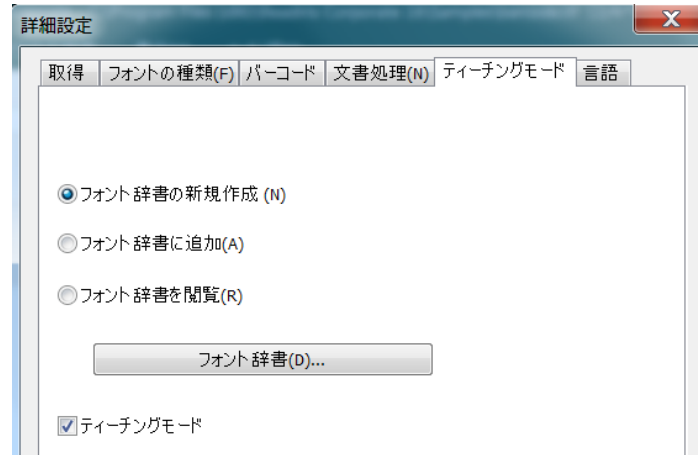 詳細設定
取得 フォントの種類(F) バーコード 文書処理(N) ティーチングモード 言語
フォント辞書の新規作成 (N)
フォント辞書に追加(A)
フォント辞書を閲覧(R)
フォント辞書(D)...
ティーチングモード